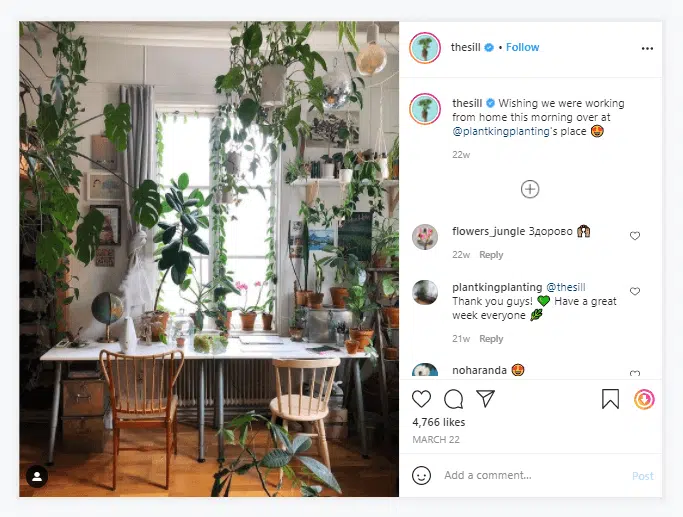 thesill • Follow
thesill Wishing we were working
from home this morning over at
@plantkingplanting's place 😍
22w
flowers_jungle Здорово 🙌
22w Reply
plantkingplanting @thesill
Thank you guys! 💚 Have a great
week everyone 🌿
21w Reply
noharanda 😍
4,766 likes
MARCH 22
Add a comment... Post